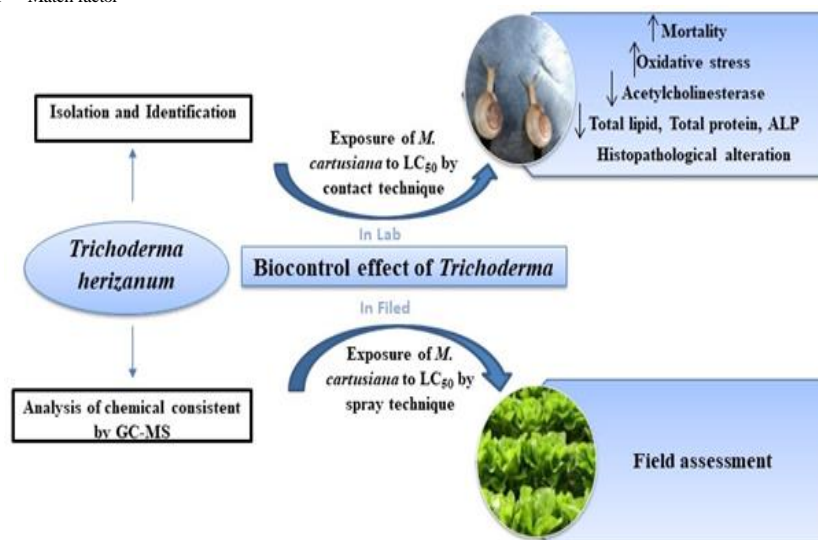 Match factor
Mortality
Oxidative stress
Acetylcholinesterase
Total lipid, Total protein, ALP
Histopathological alteration
Isolation and Identification
Exposure of M.
cartusiana to LC50 by
contact technique
In Lab
Trichoderma
herizanum
Biocontrol effect of Trichoderma
In Filed
Exposure of M.
cartusiana to LC50 by
spray technique
Analysis of chemical consistent
by GC-MS
Field assessment